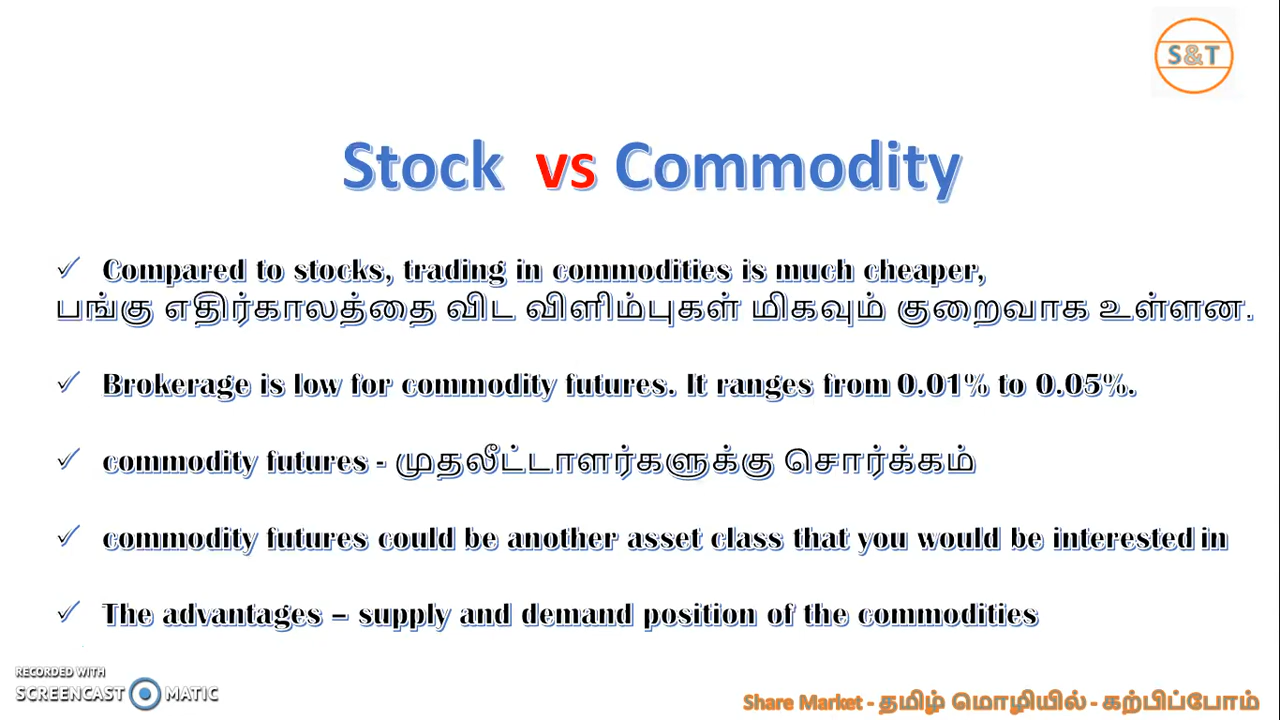 S&T
Stock vs Commodity
✓ Compared to stocks, trading in commodities is much cheaper,
பங்கு எதிர்காலத்தை விட விளிம்புகள் மிகவும் குறைவாக உள்ளன.
✓ Brokerage is low for commodity futures. It ranges from 0.01% to 0.05%.
✓ commodity futures - முதலீட்டாளர்களுக்கு சொர்க்கம்
✓ commodity futures could be another asset class that you would be interested in
✓ The advantages – supply and demand position of the commodities
RECORDED WITH
SCREENCAST MATIC
Share Market - தமிழ் மொழியில் - கற்பிப்போம்